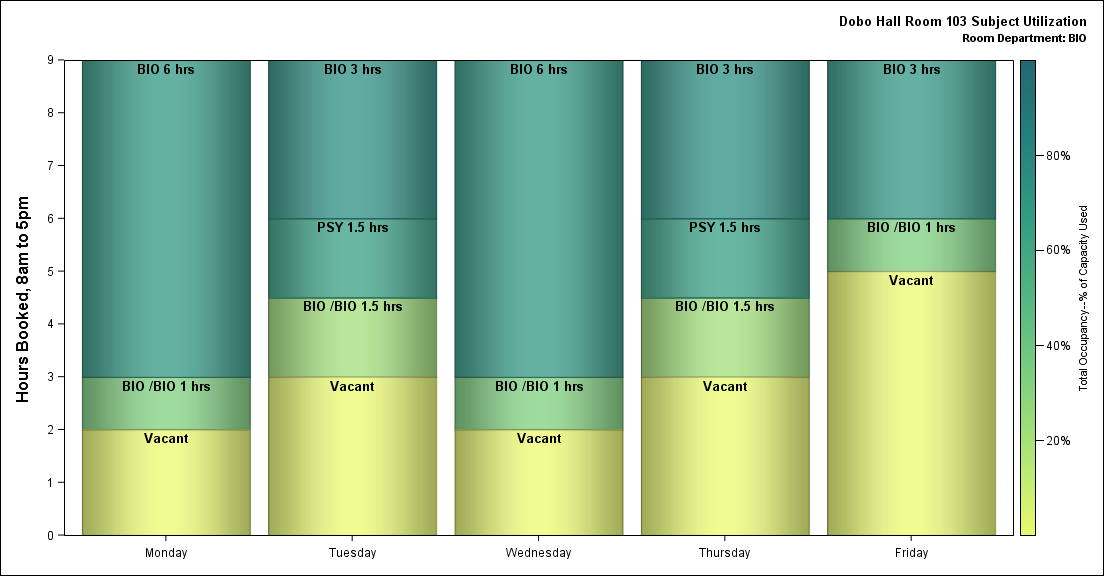 Dobo Hall Room 103 Subject Utilization
Room Department: BIO
Hours Booked, 8am to 5pm
9
8
7
6
5
4
3
2
1
0
BIO 6 hrs
BIO /BIO 1 hrs
Vacant
Monday
BIO 3 hrs
PSY 1.5 hrs
BIO /BIO 1.5 hrs
Vacant
Tuesday
BIO 6 hrs
BIO /BIO 1 hrs
Vacant
Wednesday
BIO 3 hrs
PSY 1.5 hrs
BIO /BIO 1.5 hrs
Vacant
Thursday
BIO 3 hrs
BIO /BIO 1 hrs
Vacant
Friday
80%
60%
40%
20%
Total Occupancy--% of Capacity Used